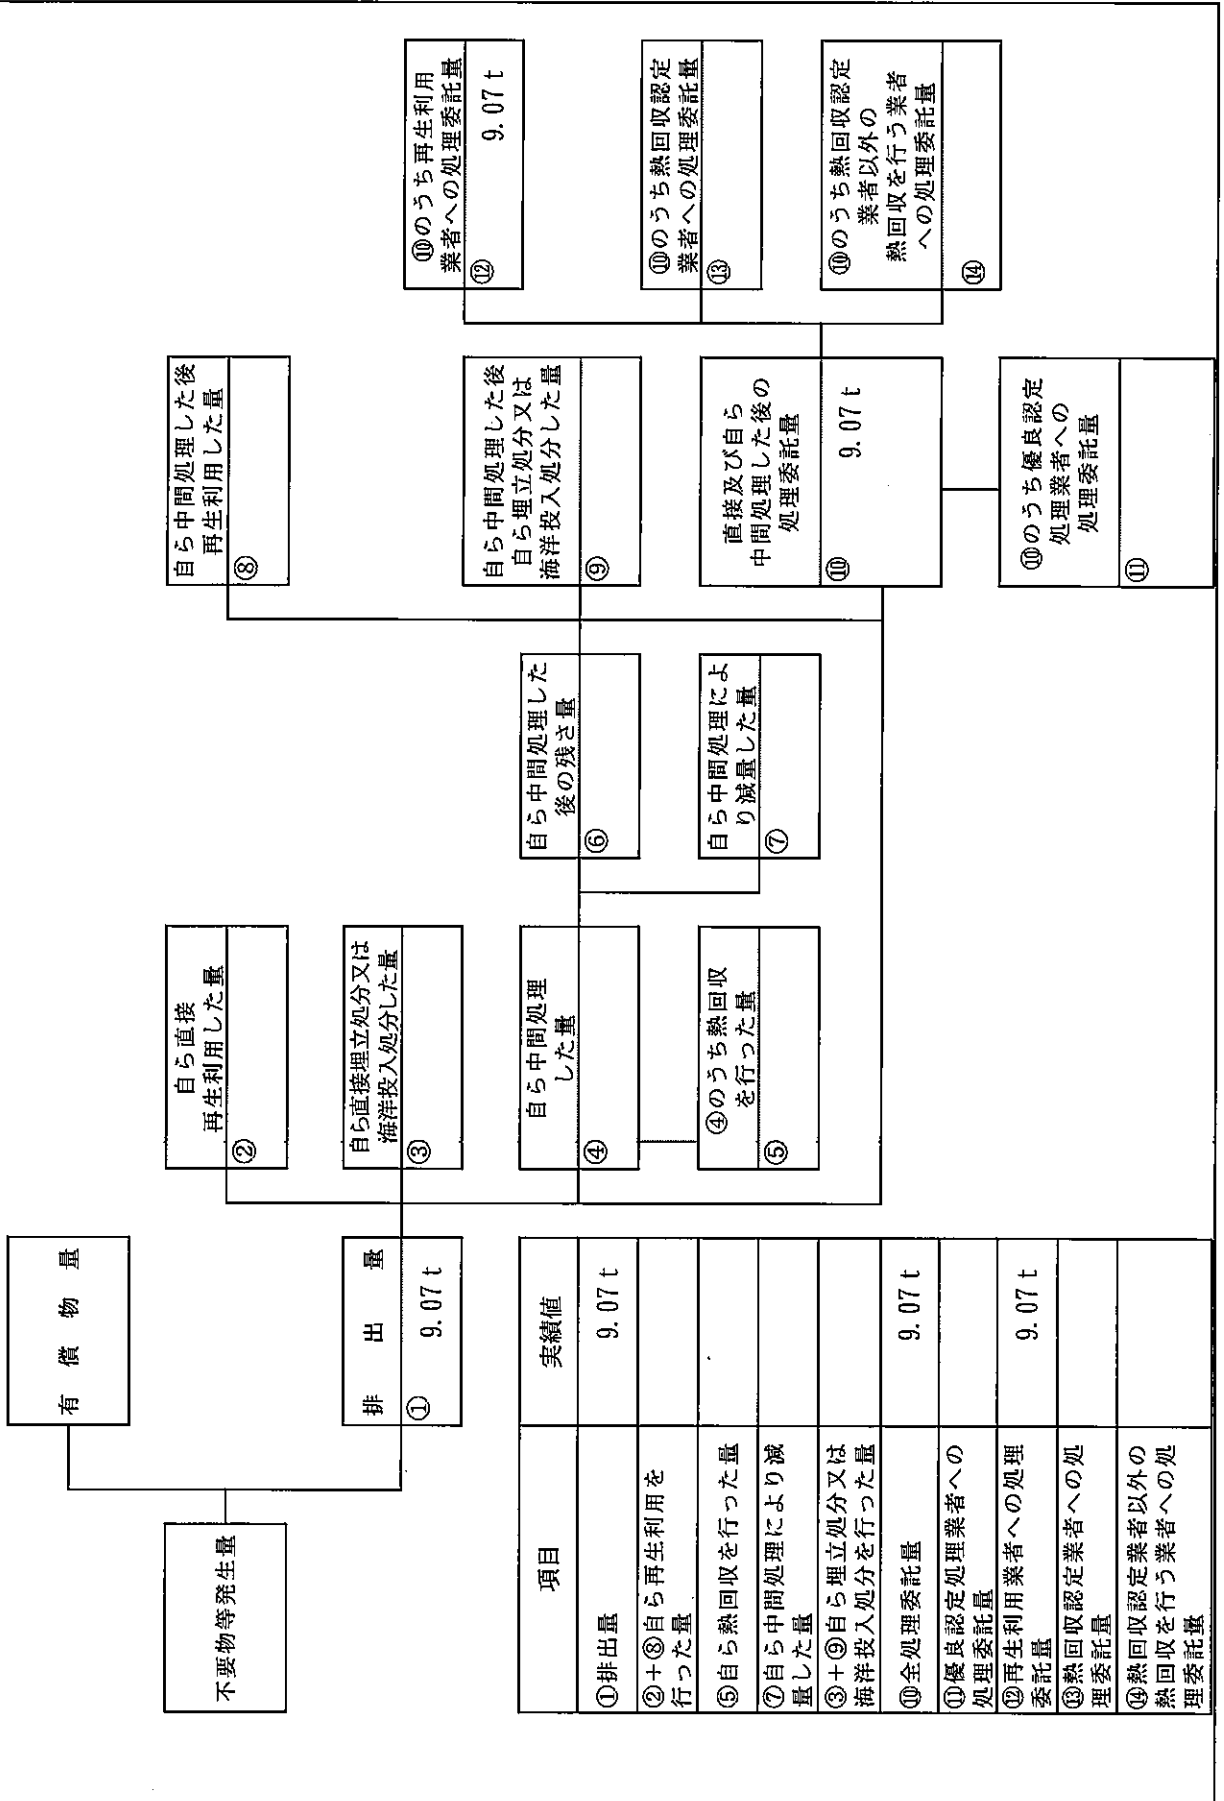 不要物等発生量
有償物量
排出量
① 9.07 t
自ら直接
再生利用した量
②
自ら直接埋立処分又は
海洋投入処分した量
③
自ら中間処理
した量
④
④のうち熱回収
を行った量
⑤
自ら中間処理した
後の残さ量
⑥
自ら中間処理によ
り減量した量
⑦
自ら中間処理した後
再生利用した量
⑧
自ら中間処理した後
自ら埋立処分又は
海洋投入処分した量
⑨
直接及び自ら
中間処理した後の
処理委託量
⑩ 9.07 t
⑩のうち優良認定
処理業者への
処理委託量
⑪
⑩のうち再生利用
業者への処理委託量
⑫ 9.07 t
⑩のうち熱回収認定
業者への処理委託量
⑬
⑩のうち熱回収認定
業者以外の
熱回収を行う業者
への処理委託量
⑭
項目 実績値
①排出量 9.07 t
②+⑧自ら再生利用を
行った量
⑤自ら熱回収を行った量
⑦自ら中間処理により減
量した量
③+⑨自ら埋立処分又は
海洋投入処分を行った量
⑩全処理委託量 9.07 t
⑪優良認定処理業者への
処理委託量
⑫再生利用業者への処理
委託量 9.07 t
⑬熱回収認定業者への処
理委託量
⑭熱回収認定業者以外の
熱回収を行う業者への処
理委託量